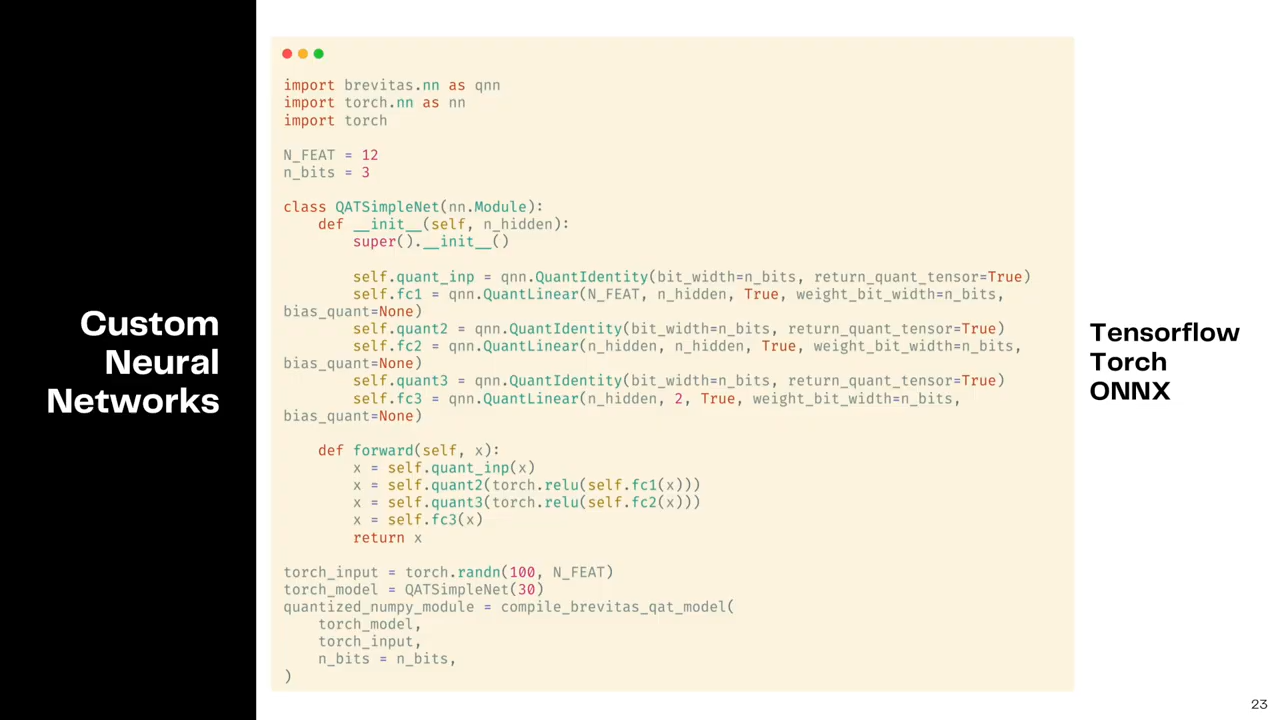 Custom
Neural
Networks
import brevitas.nn as qnn
import torch.nn as nn
import torch
N_FEAT = 12
n_bits = 3
class QATSimpleNet(nn.Module):
    def __init__(self, n_hidden):
        super().__init__()
        self.quant_inp = qnn.QuantIdentity(bit_width=n_bits, return_quant_tensor=True)
        self.fc1 = qnn.QuantLinear(N_FEAT, n_hidden, True, weight_bit_width=n_bits,
bias_quant=None)
        self.quant2 = qnn.QuantIdentity(bit_width=n_bits, return_quant_tensor=True)
        self.fc2 = qnn.QuantLinear(n_hidden, n_hidden, True, weight_bit_width=n_bits,
bias_quant=None)
        self.quant3 = qnn.QuantIdentity(bit_width=n_bits, return_quant_tensor=True)
        self.fc3 = qnn.QuantLinear(n_hidden, 2, True, weight_bit_width=n_bits,
bias_quant=None)
    def forward(self, x):
        x = self.quant_inp(x)
        x = self.quant2(torch.relu(self.fc1(x)))
        x = self.quant3(torch.relu(self.fc2(x)))
        x = self.fc3(x)
        return x
torch_input = torch.randn(100, N_FEAT)
torch_model = QATSimpleNet(30)
quantized_numpy_module = compile_brevitas_qat_model(
    torch_model,
    torch_input,
    n_bits = n_bits,
)
Tensorflow
Torch
ONNX
23